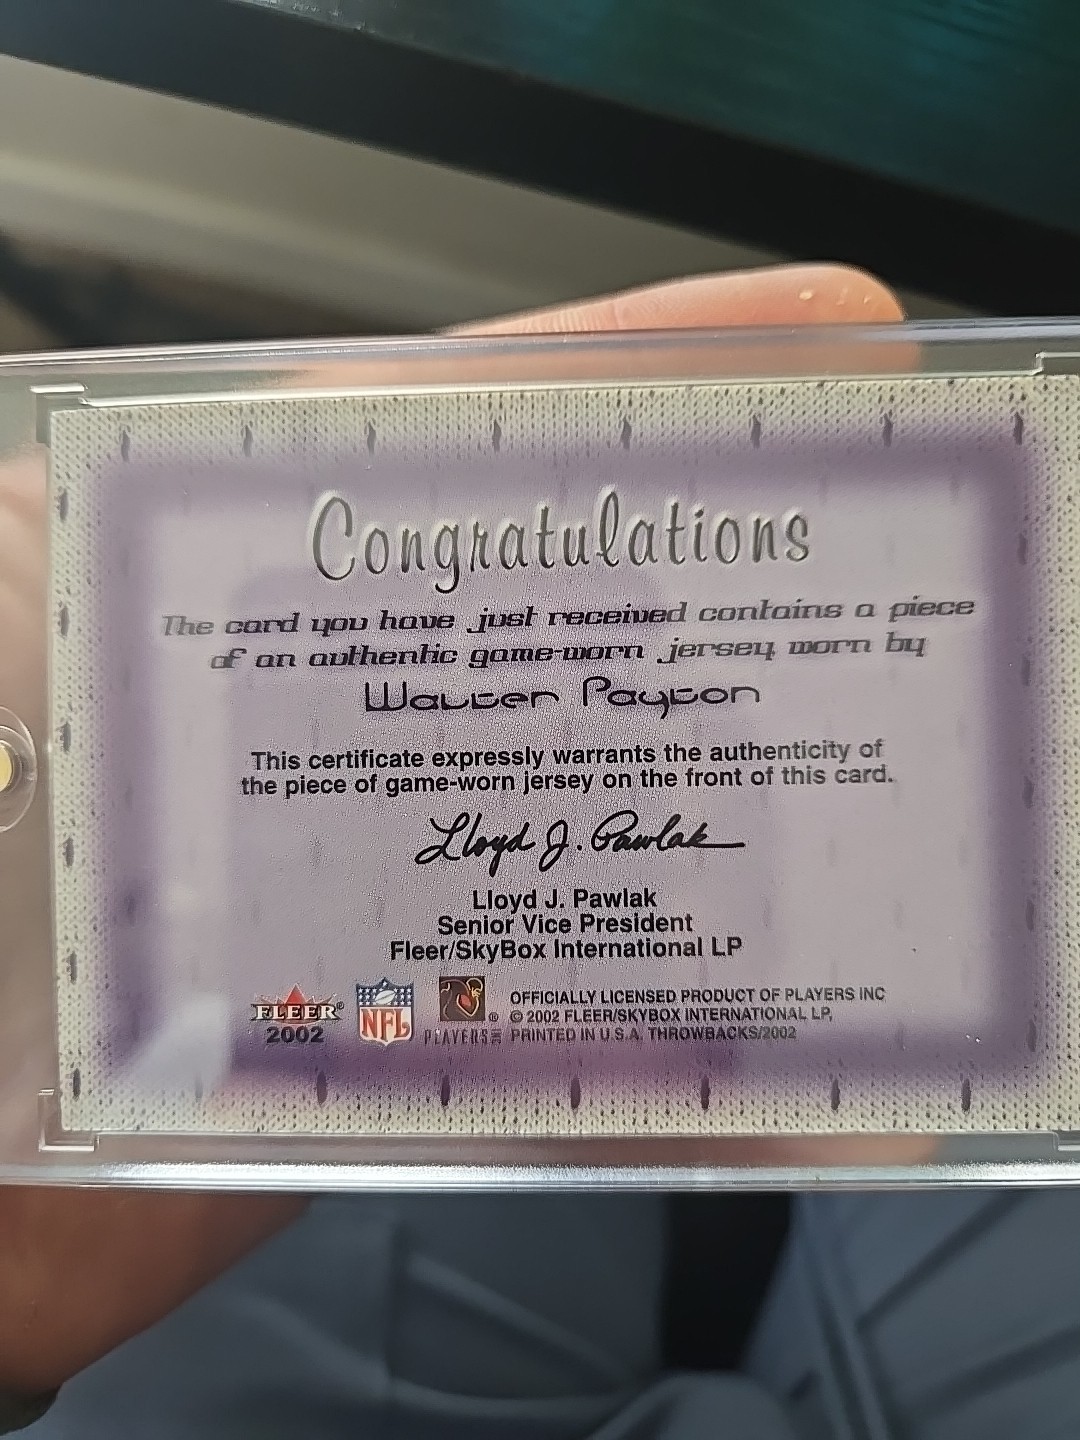 Congratulations
The card you have just received contains a piece
of an authentic game-worn jersey worn by
Walter Payton
This certificate expressly warrants the authenticity of
the piece of game-worn jersey on the front of this card.
Lloyd J. Pawlak
Lloyd J. Pawlak
Senior Vice President
Fleer/SkyBox International LP
FLEER®
2002
NFL
PLAYERS INC ®
OFFICIALLY LICENSED PRODUCT OF PLAYERS INC
© 2002 FLEER/SKYBOX INTERNATIONAL LP,
PRINTED IN U.S.A. THROWBACKS/2002